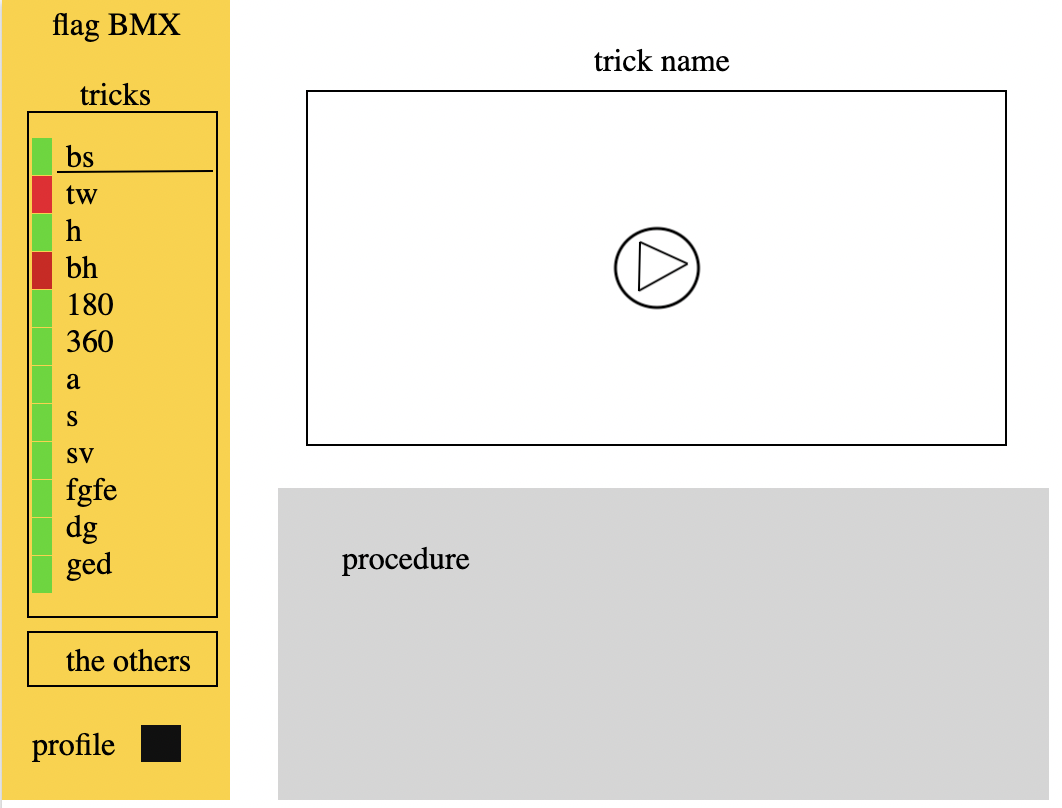 flag BMX
tricks
bs
tw
h
bh
180
360
a
s
sv
fgfe
dg
ged
the others
profile
trick name
procedure